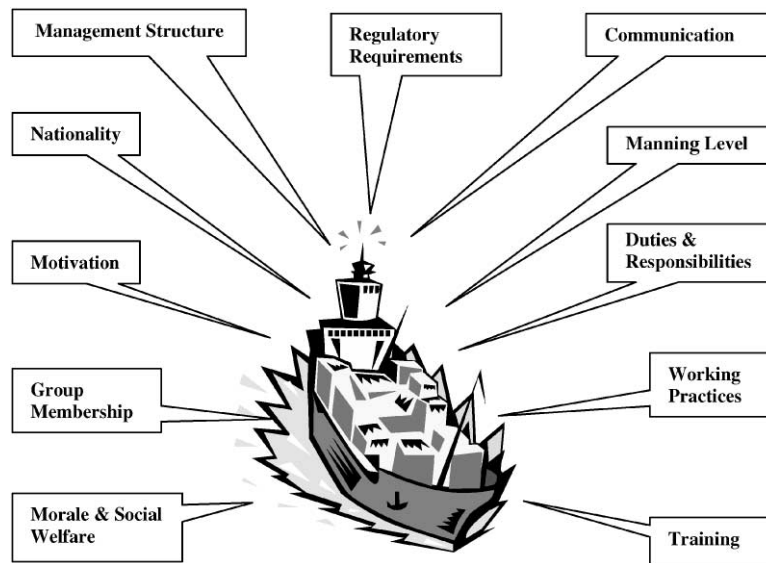 Management Structure
Regulatory
Requirements
Communication
Nationality
Manning Level
Motivation
Duties &
Responsibilities
Group
Membership
Working
Practices
Morale & Social
Welfare
Training